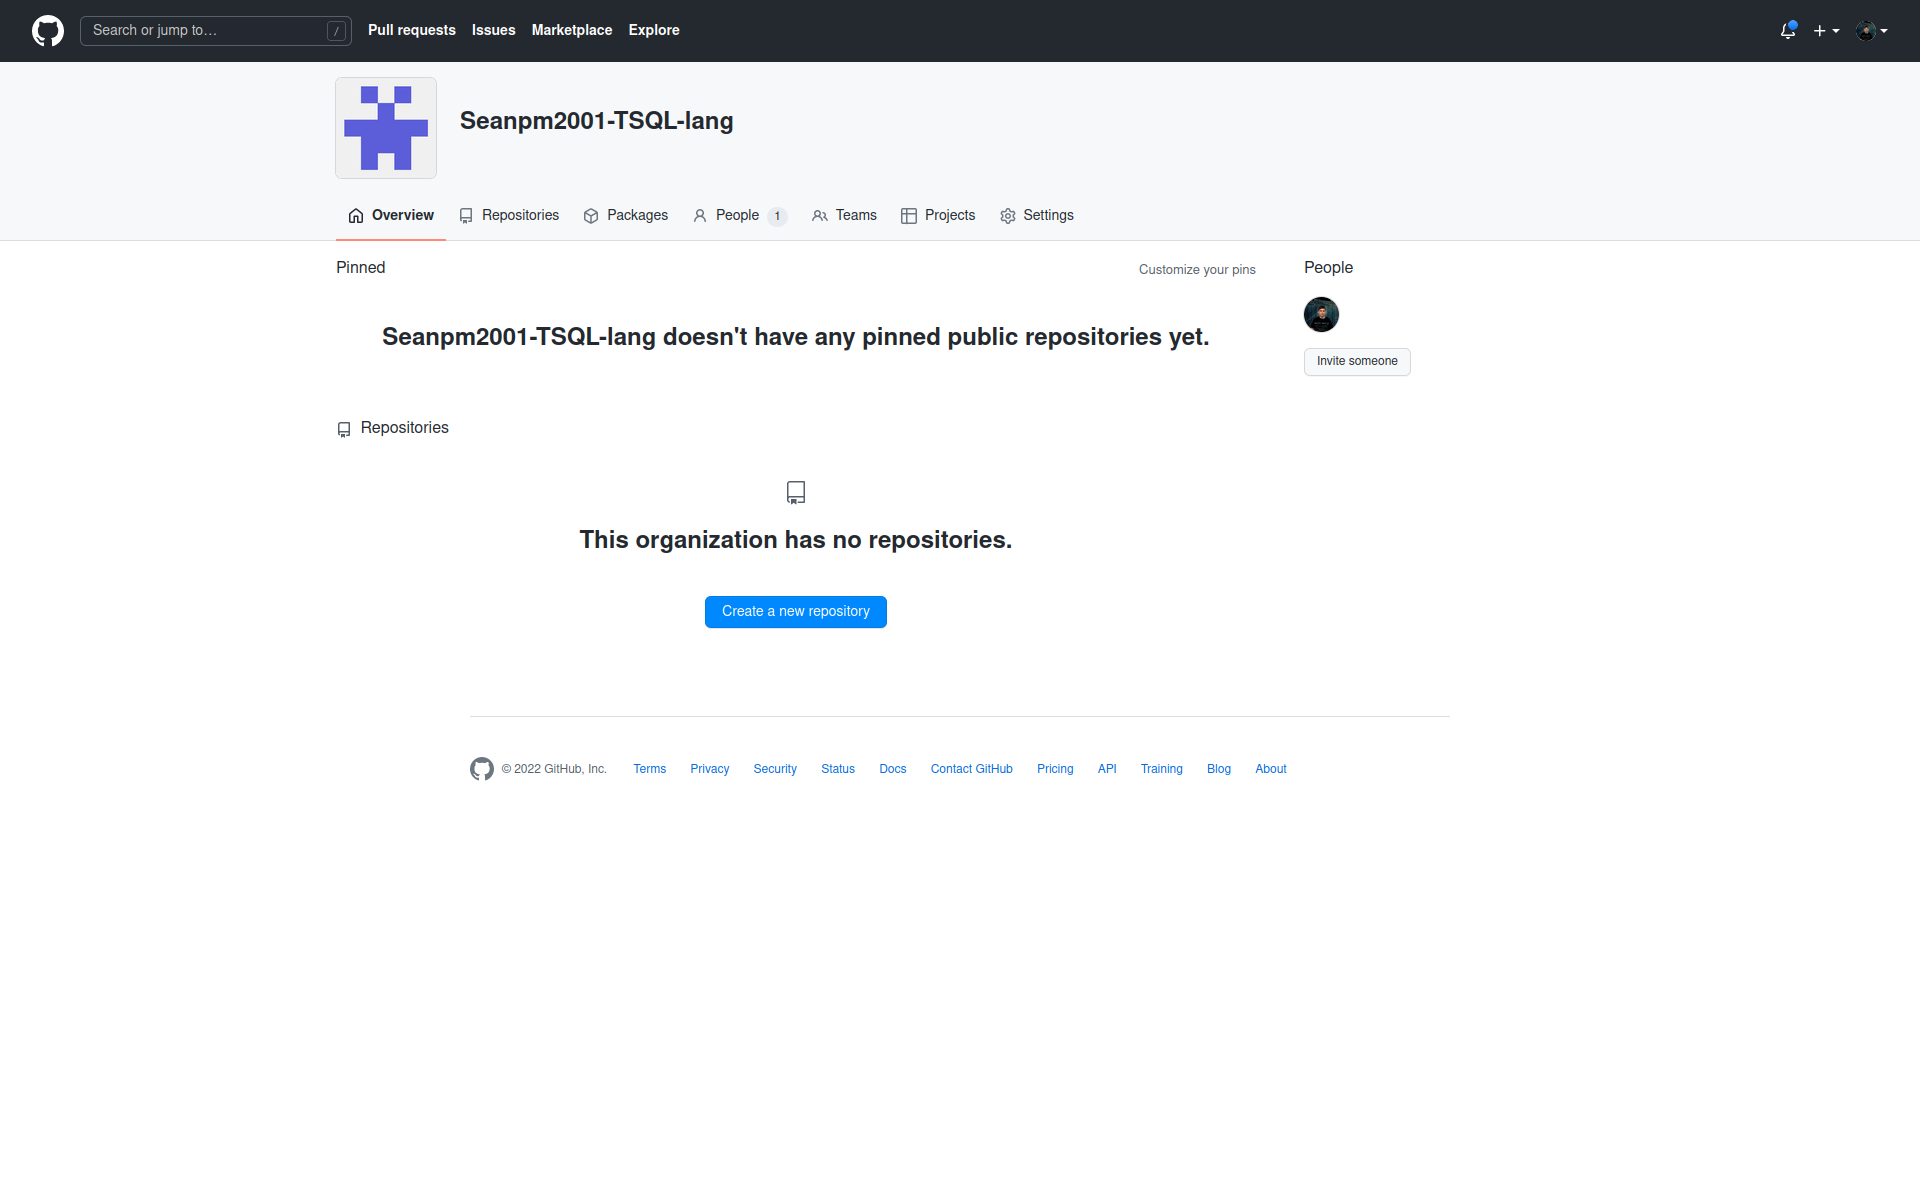 Search or jump to… /
Pull requests Issues Marketplace Explore
Seanpm2001-TSQL-lang
Overview Repositories Packages People 1 Teams Projects Settings
Pinned
Customize your pins
Seanpm2001-TSQL-lang doesn't have any pinned public repositories yet.
People
Invite someone
Repositories
This organization has no repositories.
Create a new repository
© 2022 GitHub, Inc. Terms Privacy Security Status Docs Contact GitHub Pricing API Training Blog About